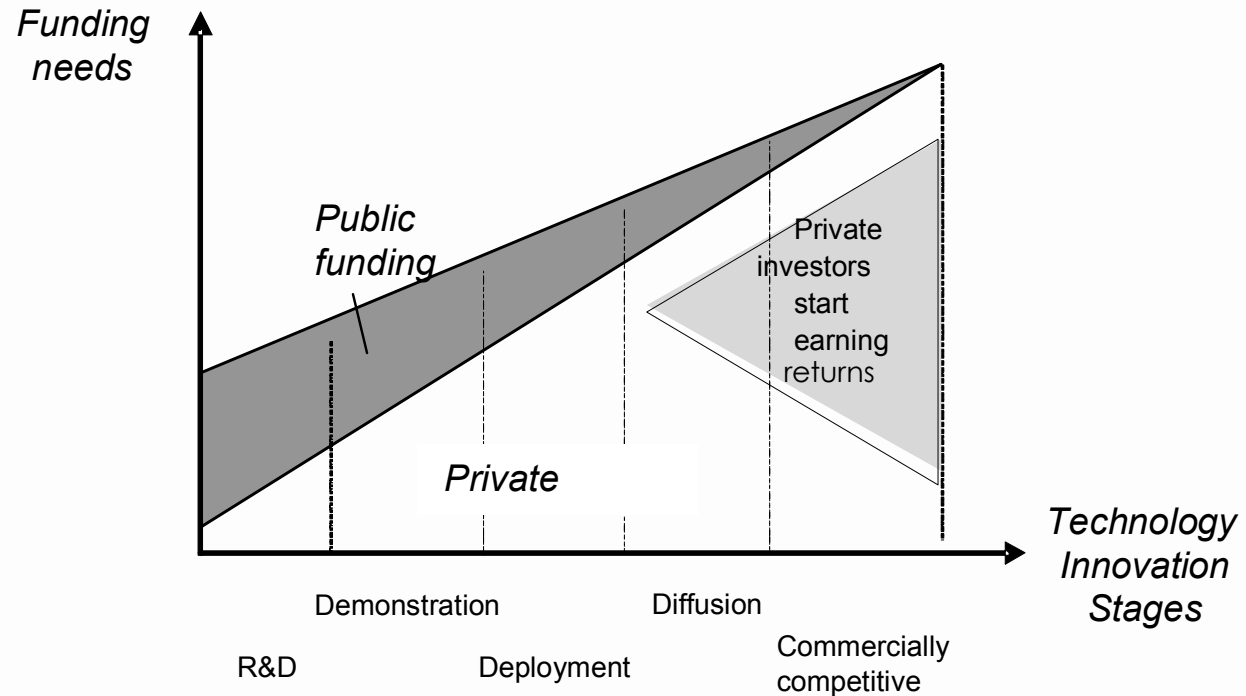 Funding
needs
Public
funding
Private
investors
start
earning
returns
Private
Technology
Innovation
Stages
Demonstration
Diffusion
R&D
Deployment
Commercially
competitive